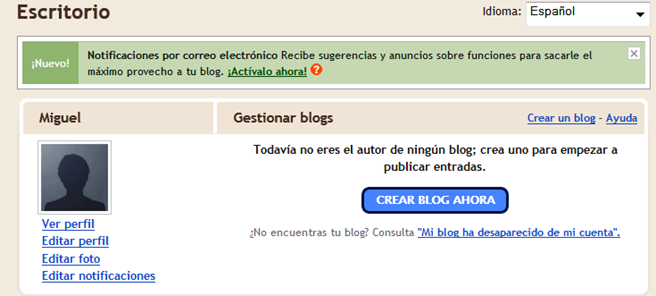 Escritorio
Idioma: Español
¡Nuevo!
Notificaciones por correo electrónico Recibe sugerencias y anuncios sobre funciones para sacarle el
máximo provecho a tu blog. ¡Actívalo ahora! ?
Miguel
Gestionar blogs
Crear un blog - Ayuda
Todavía no eres el autor de ningún blog; crea uno para empezar a
publicar entradas.
CREAR BLOG AHORA
¿No encuentras tu blog? Consulta "Mi blog ha desaparecido de mi cuenta".
Ver perfil
Editar perfil
Editar foto
Editar notificaciones